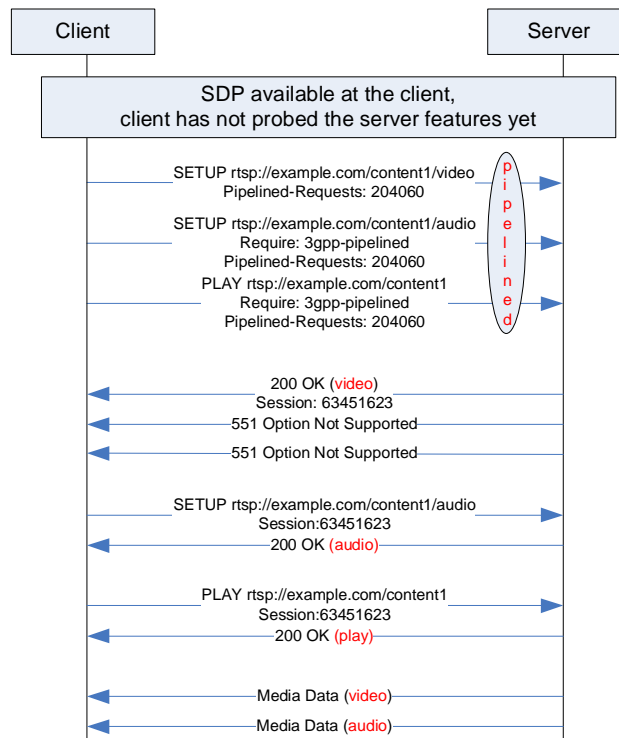 Client
Server
SDP available at the client,
client has not probed the server features yet
SETUP rtsp://example.com/content1/video
Pipelined-Requests: 204060
SETUP rtsp://example.com/content1/audio
Require: 3gpp-pipelined
Pipelined-Requests: 204060
PLAY rtsp://example.com/content1
Require: 3gpp-pipelined
Pipelined-Requests: 204060
pipelined
200 OK (video)
Session: 63451623
551 Option Not Supported
551 Option Not Supported
SETUP rtsp://example.com/content1/audio
Session:63451623
200 OK (audio)
PLAY rtsp://example.com/content1
Session:63451623
200 OK (play)
Media Data (video)
Media Data (audio)